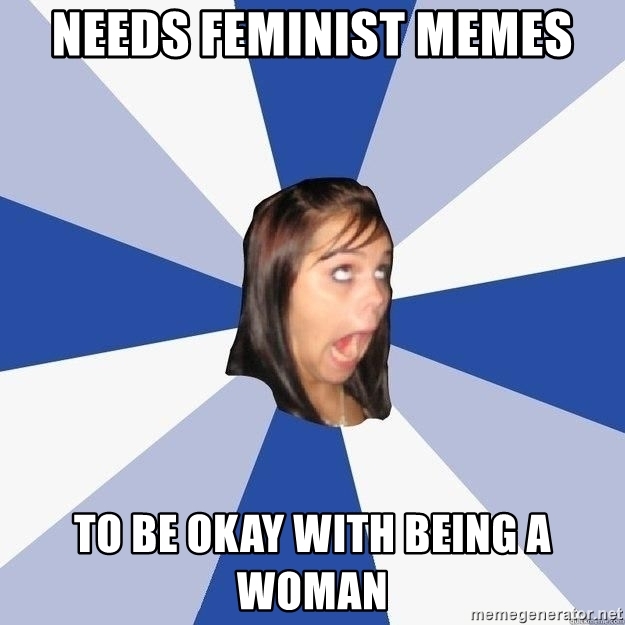 NEEDS FEMINIST MEMES
TO BE OKAY WITH BEING A
WOMAN
memegenerator.net